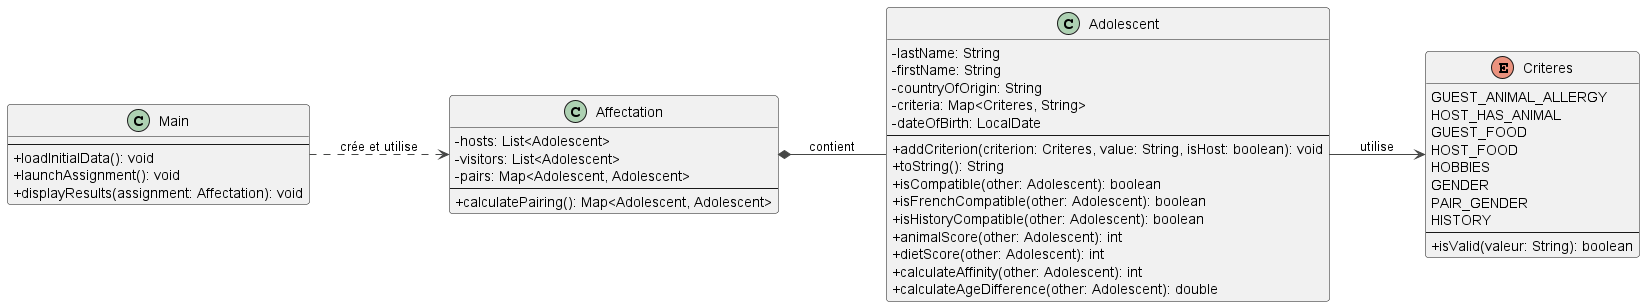 C Main
+loadInitialData(): void
+launchAssignment(): void
+displayResults(assignment: Affectation): void
crée et utilise
C Affectation
-hosts: List<Adolescent>
-visitors: List<Adolescent>
-pairs: Map<Adolescent, Adolescent>
+calculatePairing(): Map<Adolescent, Adolescent>
contient
C Adolescent
-lastName: String
-firstName: String
-countryOfOrigin: String
-criteria: Map<Criteres, String>
-dateOfBirth: LocalDate
+addCriterion(criterion: Criteres, value: String, isHost: boolean): void
+toString(): String
+isCompatible(other: Adolescent): boolean
+isFrenchCompatible(other: Adolescent): boolean
+isHistoryCompatible(other: Adolescent): boolean
+animalScore(other: Adolescent): int
+dietScore(other: Adolescent): int
+calculateAffinity(other: Adolescent): int
+calculateAgeDifference(other: Adolescent): double
utilise
E Criteres
GUEST_ANIMAL_ALLERGY
HOST_HAS_ANIMAL
GUEST_FOOD
HOST_FOOD
HOBBIES
GENDER
PAIR_GENDER
HISTORY
+isValid(valeur: String): boolean